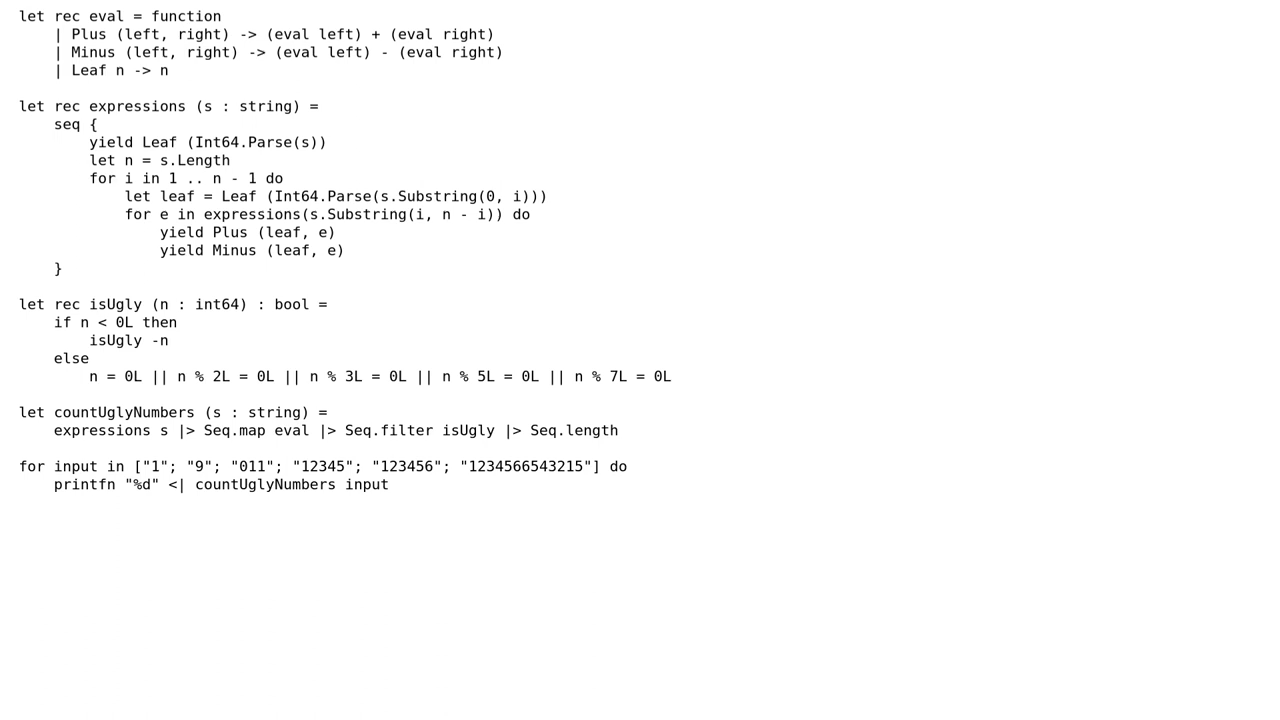 let rec eval = function
    | Plus (left, right) -> (eval left) + (eval right)
    | Minus (left, right) -> (eval left) - (eval right)
    | Leaf n -> n

let rec expressions (s : string) =
    seq {
        yield Leaf (Int64.Parse(s))
        let n = s.Length
        for i in 1 .. n - 1 do
            let leaf = Leaf (Int64.Parse(s.Substring(0, i)))
            for e in expressions(s.Substring(i, n - i)) do
                yield Plus (leaf, e)
                yield Minus (leaf, e)
    }

let rec isUgly (n : int64) : bool =
    if n < 0L then
        isUgly -n
    else
        n = 0L || n % 2L = 0L || n % 3L = 0L || n % 5L = 0L || n % 7L = 0L

let countUglyNumbers (s : string) =
    expressions s |> Seq.map eval |> Seq.filter isUgly |> Seq.length

for input in ["1"; "9"; "011"; "12345"; "123456"; "1234566543215"] do
    printfn "%d" <| countUglyNumbers input